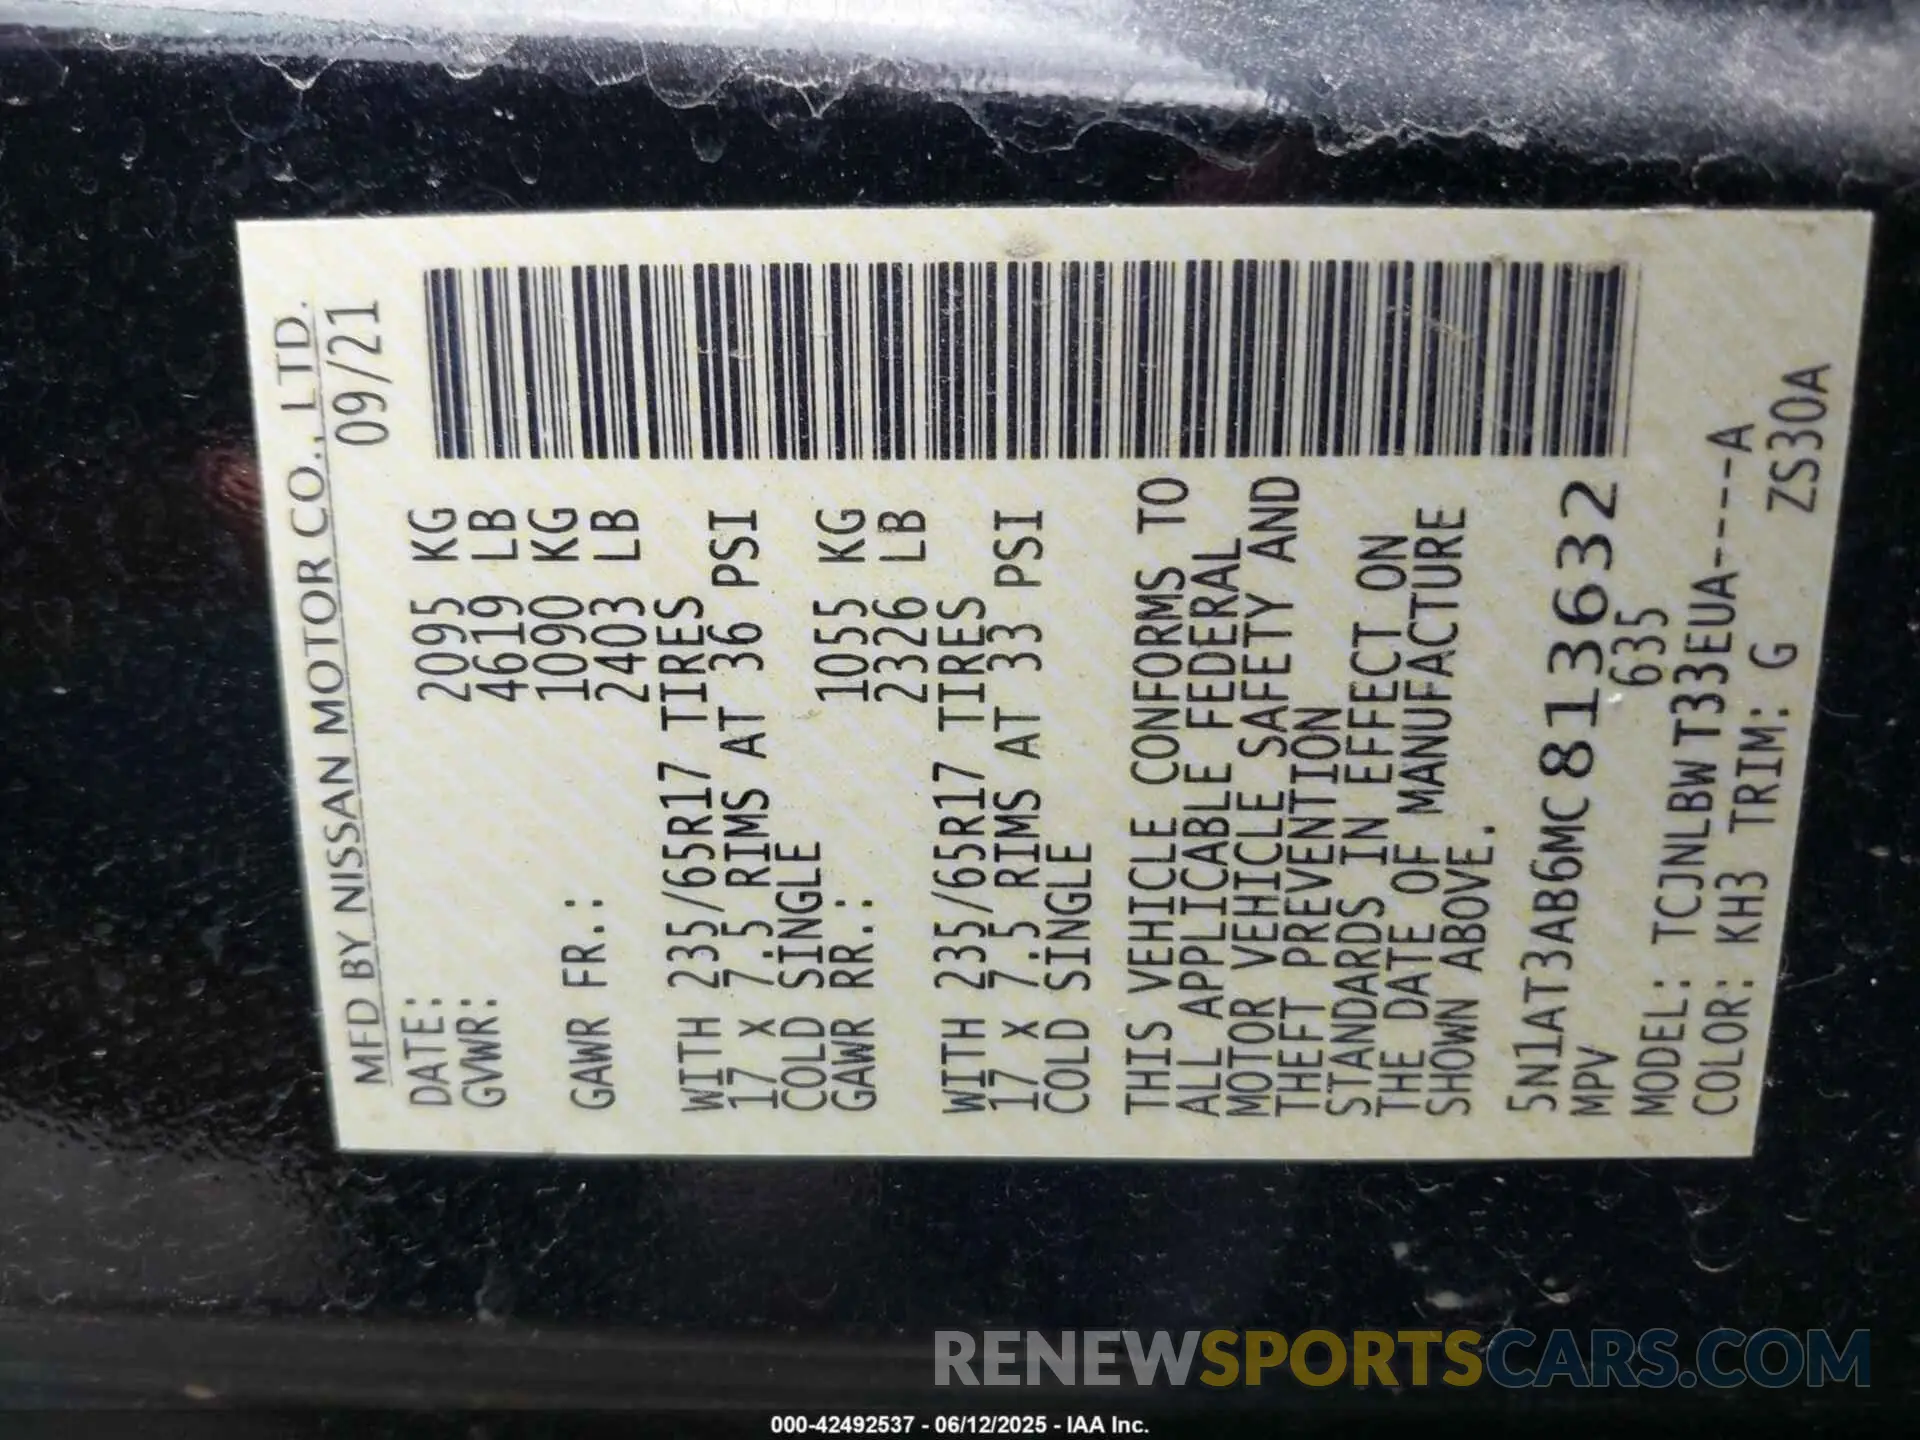 MFD BY NISSAN MOTOR CO., LTD.
DATE: 09/21
GVWR: 2095 KG
4619 LB
GAWR FR.: 1090 KG
2403 LB
WITH 235/65R17 TIRES
17 X 7.5 RIMS AT 36 PSI
COLD SINGLE
GAWR RR.: 1055 KG
2326 LB
WITH 235/65R17 TIRES
17 X 7.5 RIMS AT 33 PSI
COLD SINGLE
THIS VEHICLE CONFORMS TO
ALL APPLICABLE FEDERAL
MOTOR VEHICLE SAFETY AND
THEFT PREVENTION
STANDARDS IN EFFECT ON
THE DATE OF MANUFACTURE
SHOWN ABOVE.
5N1AT3AB6MC813632
MPV 635
MODEL: TCJNLBWT33EUA----A
COLOR: KH3 TRIM: G ZS30A
RENEWSPORTSCARS.COM
000-42492537 - 06/12/2025 - IAA Inc.